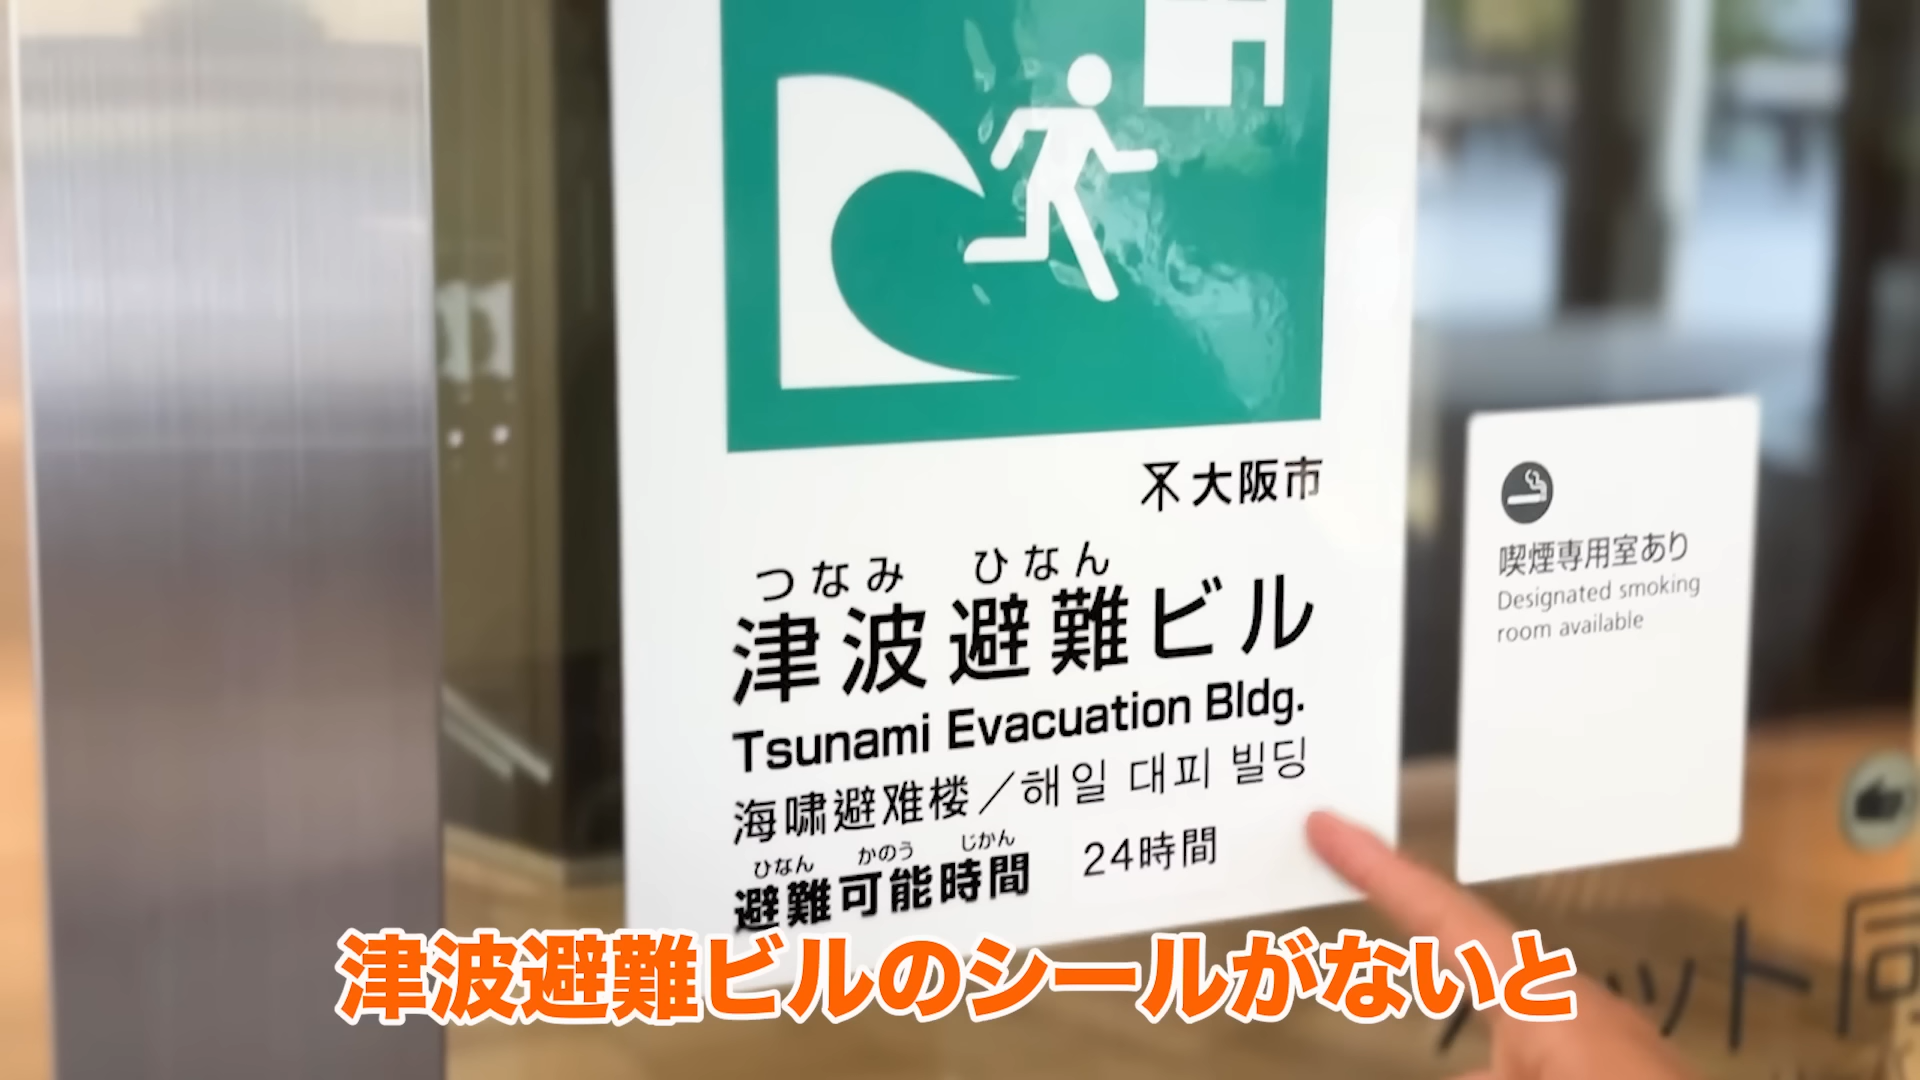 大阪市
つなみ ひなん
津波避難ビル
Tsunami Evacuation Bldg.
海啸避难楼／해일 대피 빌딩
ひなん かのう じかん
避難可能時間 24時間
喫煙専用室あり
Designated smoking
room available
津波避難ビルのシールがないと